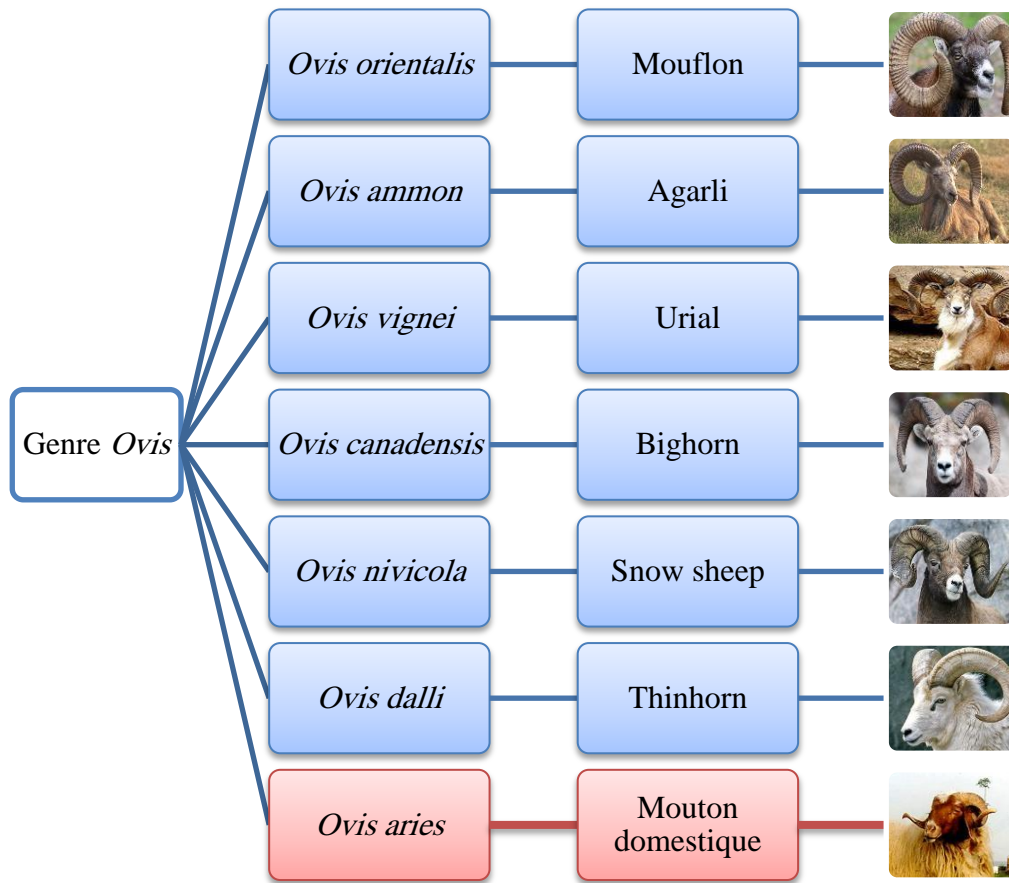 Genre Ovis
Ovis orientalis
Mouflon
Ovis ammon
Agarli
Ovis vignei
Urial
Ovis canadensis
Bighorn
Ovis nivicola
Snow sheep
Ovis dalli
Thinhorn
Ovis aries
Mouton
domestique